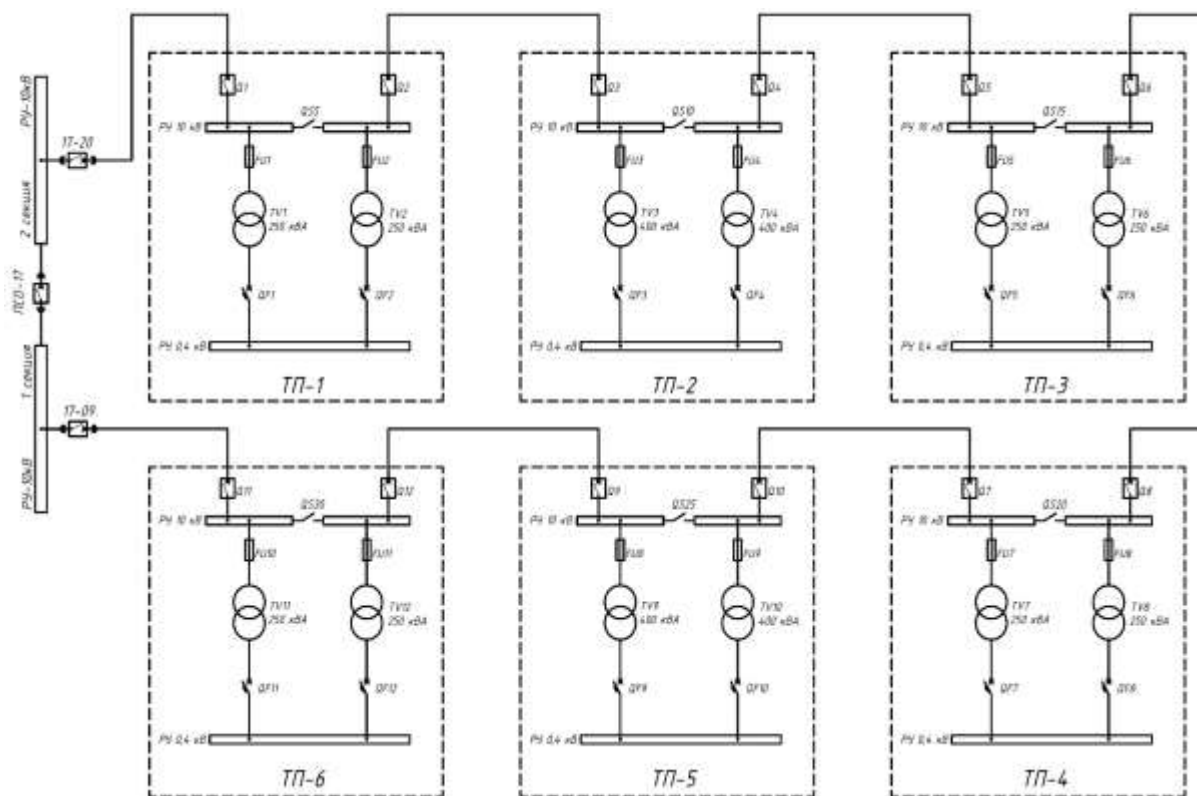 РУ-10кВ
2 секция
17-20
ПСО-17
1 секция
РУ-10кВ
17-09
Q1
Q2
QS5
РУ 10 кВ
FU1
FU2
TV1
250 кВА
TV2
250 кВА
QF1
QF2
РУ 0,4 кВ
ТП-1
Q3
Q4
QS10
РУ 10 кВ
FU3
FU4
TV3
400 кВА
TV4
400 кВА
QF3
QF4
РУ 0,4 кВ
ТП-2
Q5
Q6
QS15
РУ 10 кВ
FU5
FU6
TV5
250 кВА
TV6
250 кВА
QF5
QF6
РУ 0,4 кВ
ТП-3
Q11
Q12
QS30
РУ 10 кВ
FU10
FU11
TV11
250 кВА
TV12
250 кВА
QF11
QF12
РУ 0,4 кВ
ТП-6
Q9
Q10
QS25
РУ 10 кВ
FU8
FU9
TV9
400 кВА
TV10
400 кВА
QF9
QF10
РУ 0,4 кВ
ТП-5
Q7
Q8
QS20
РУ 10 кВ
FU7
FU8
TV7
250 кВА
TV8
250 кВА
QF7
QF8
РУ 0,4 кВ
ТП-4